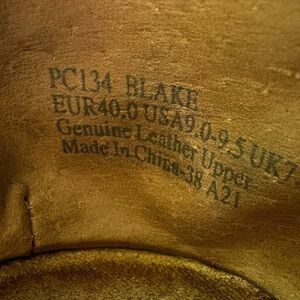 PC134 BLAKE
EUR40.0 USA9.0-9.5 UK7
Genuine Leather Upper
Made In China-38 A21